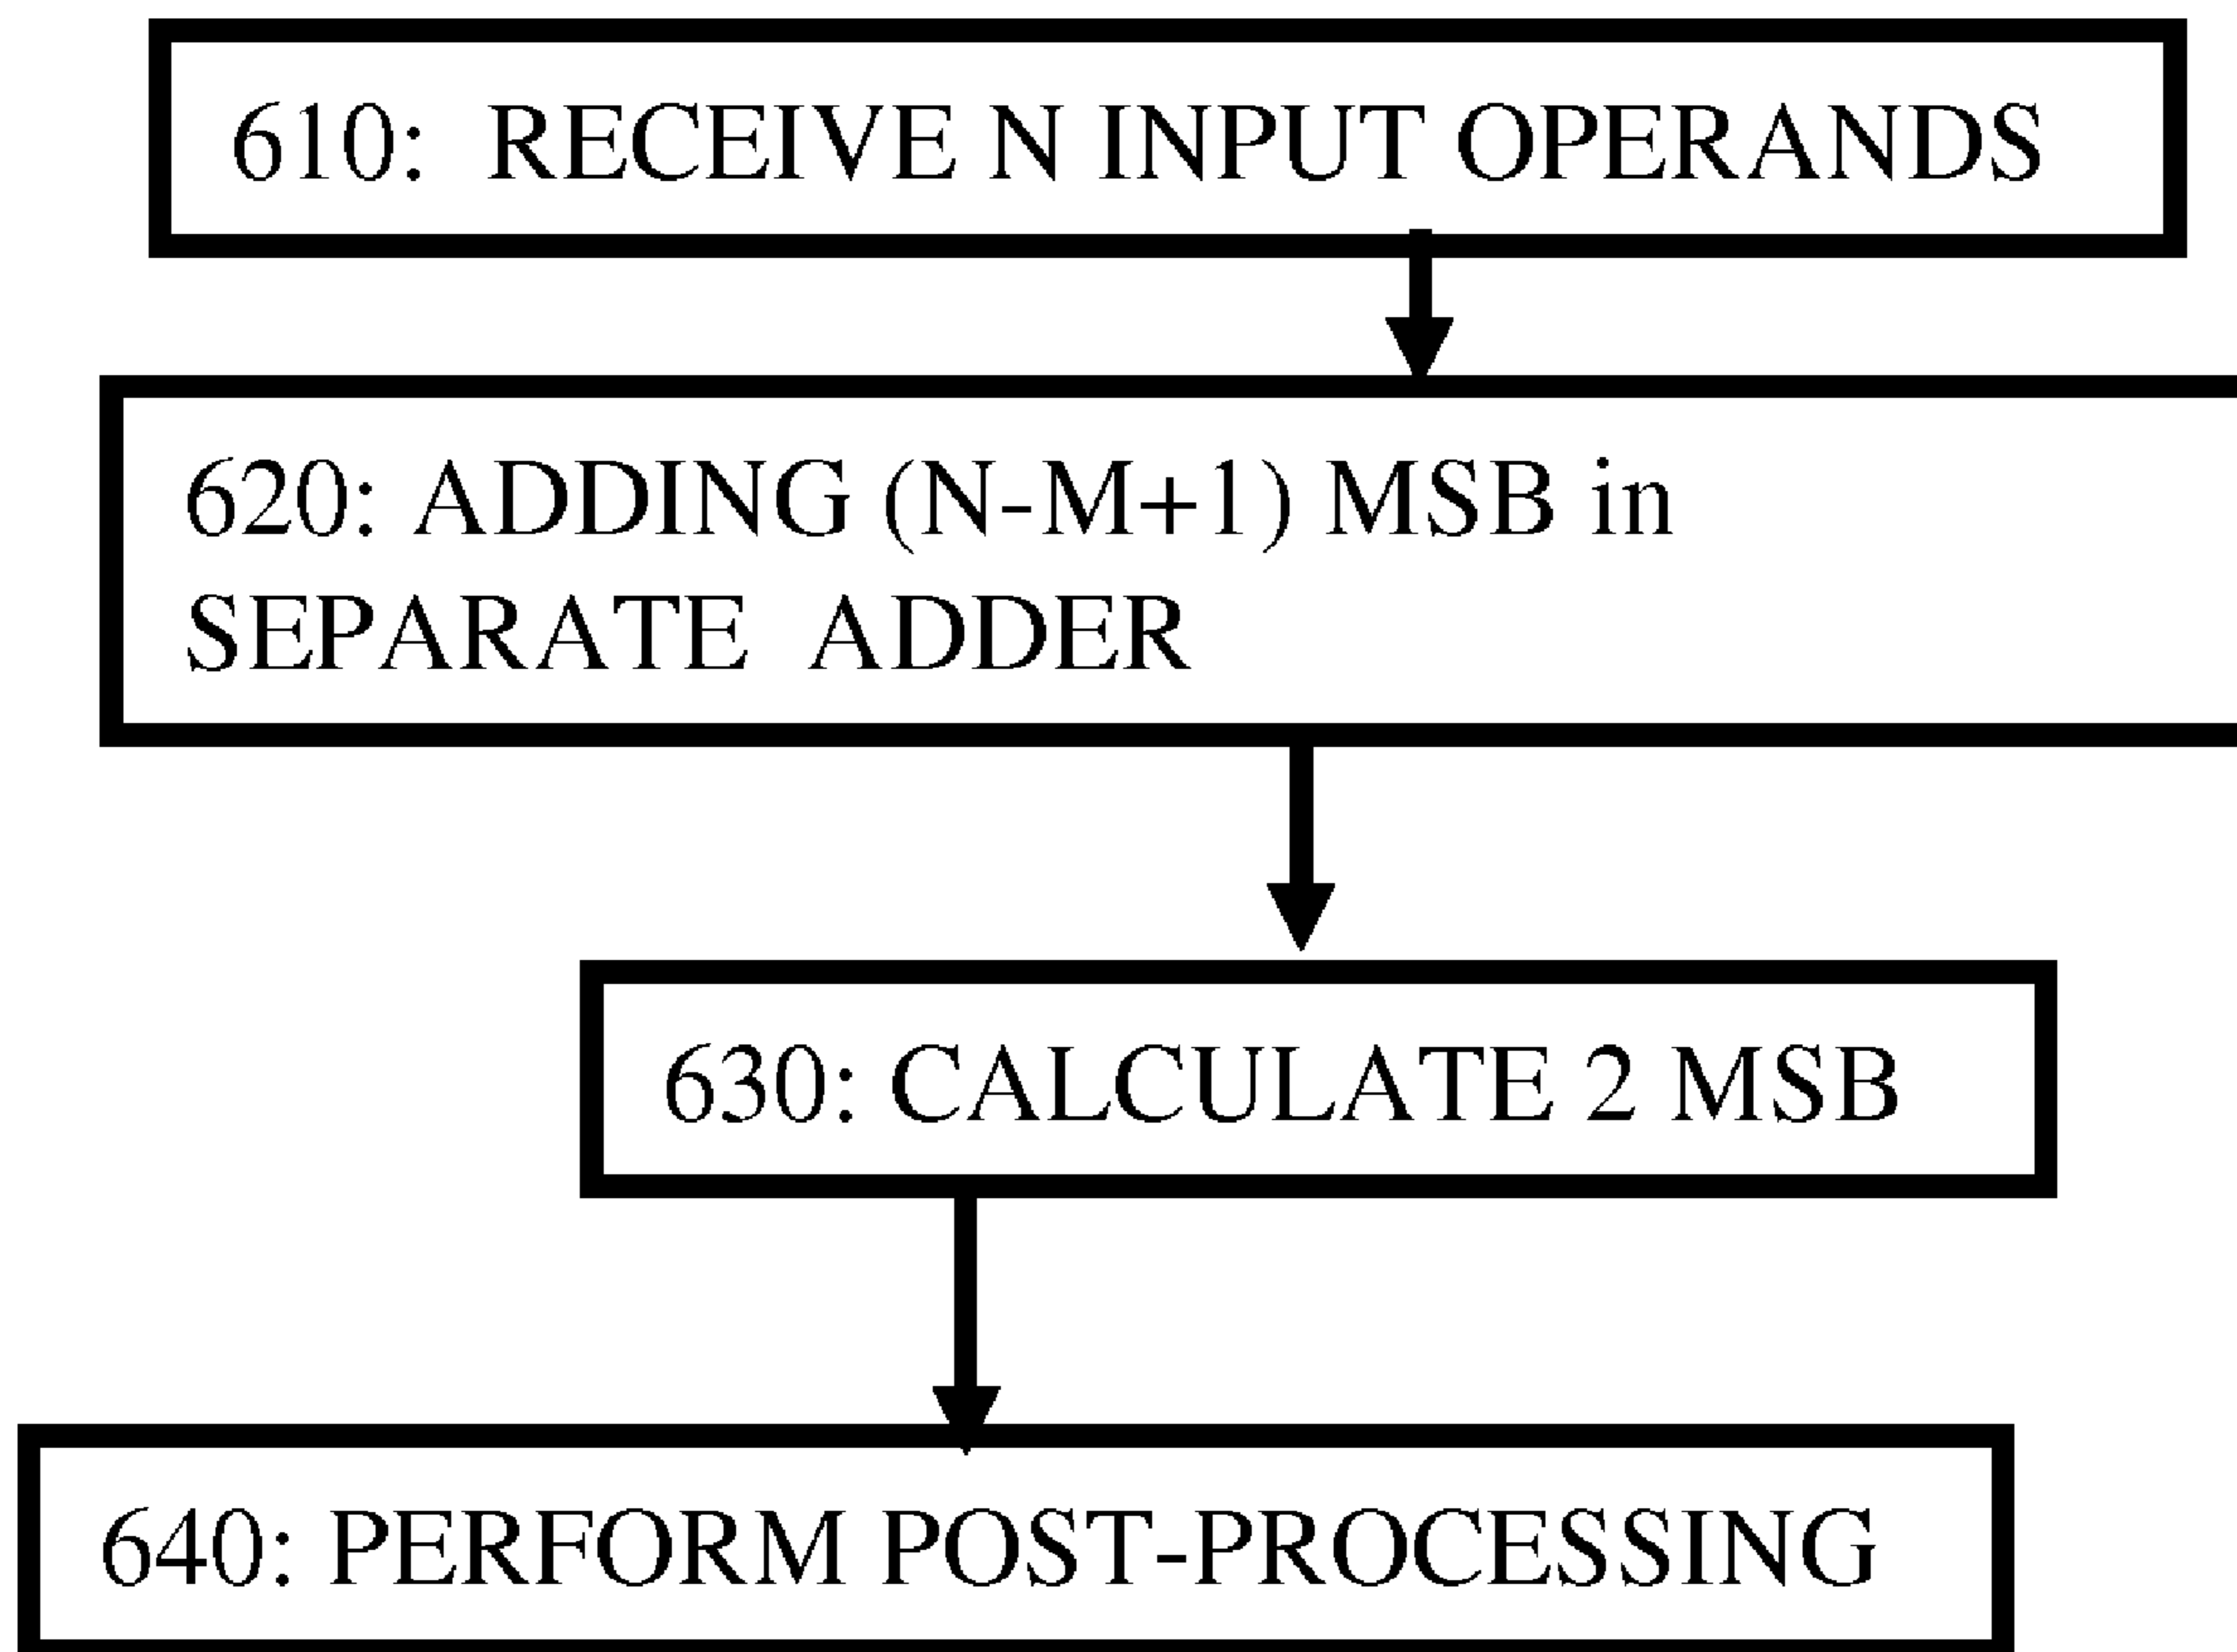 610: RECEIVE N INPUT OPERANDS
620: ADDING (N-M+1) MSB in
SEPARATE ADDER
630: CALCULATE 2 MSB
640: PERFORM POST-PROCESSING